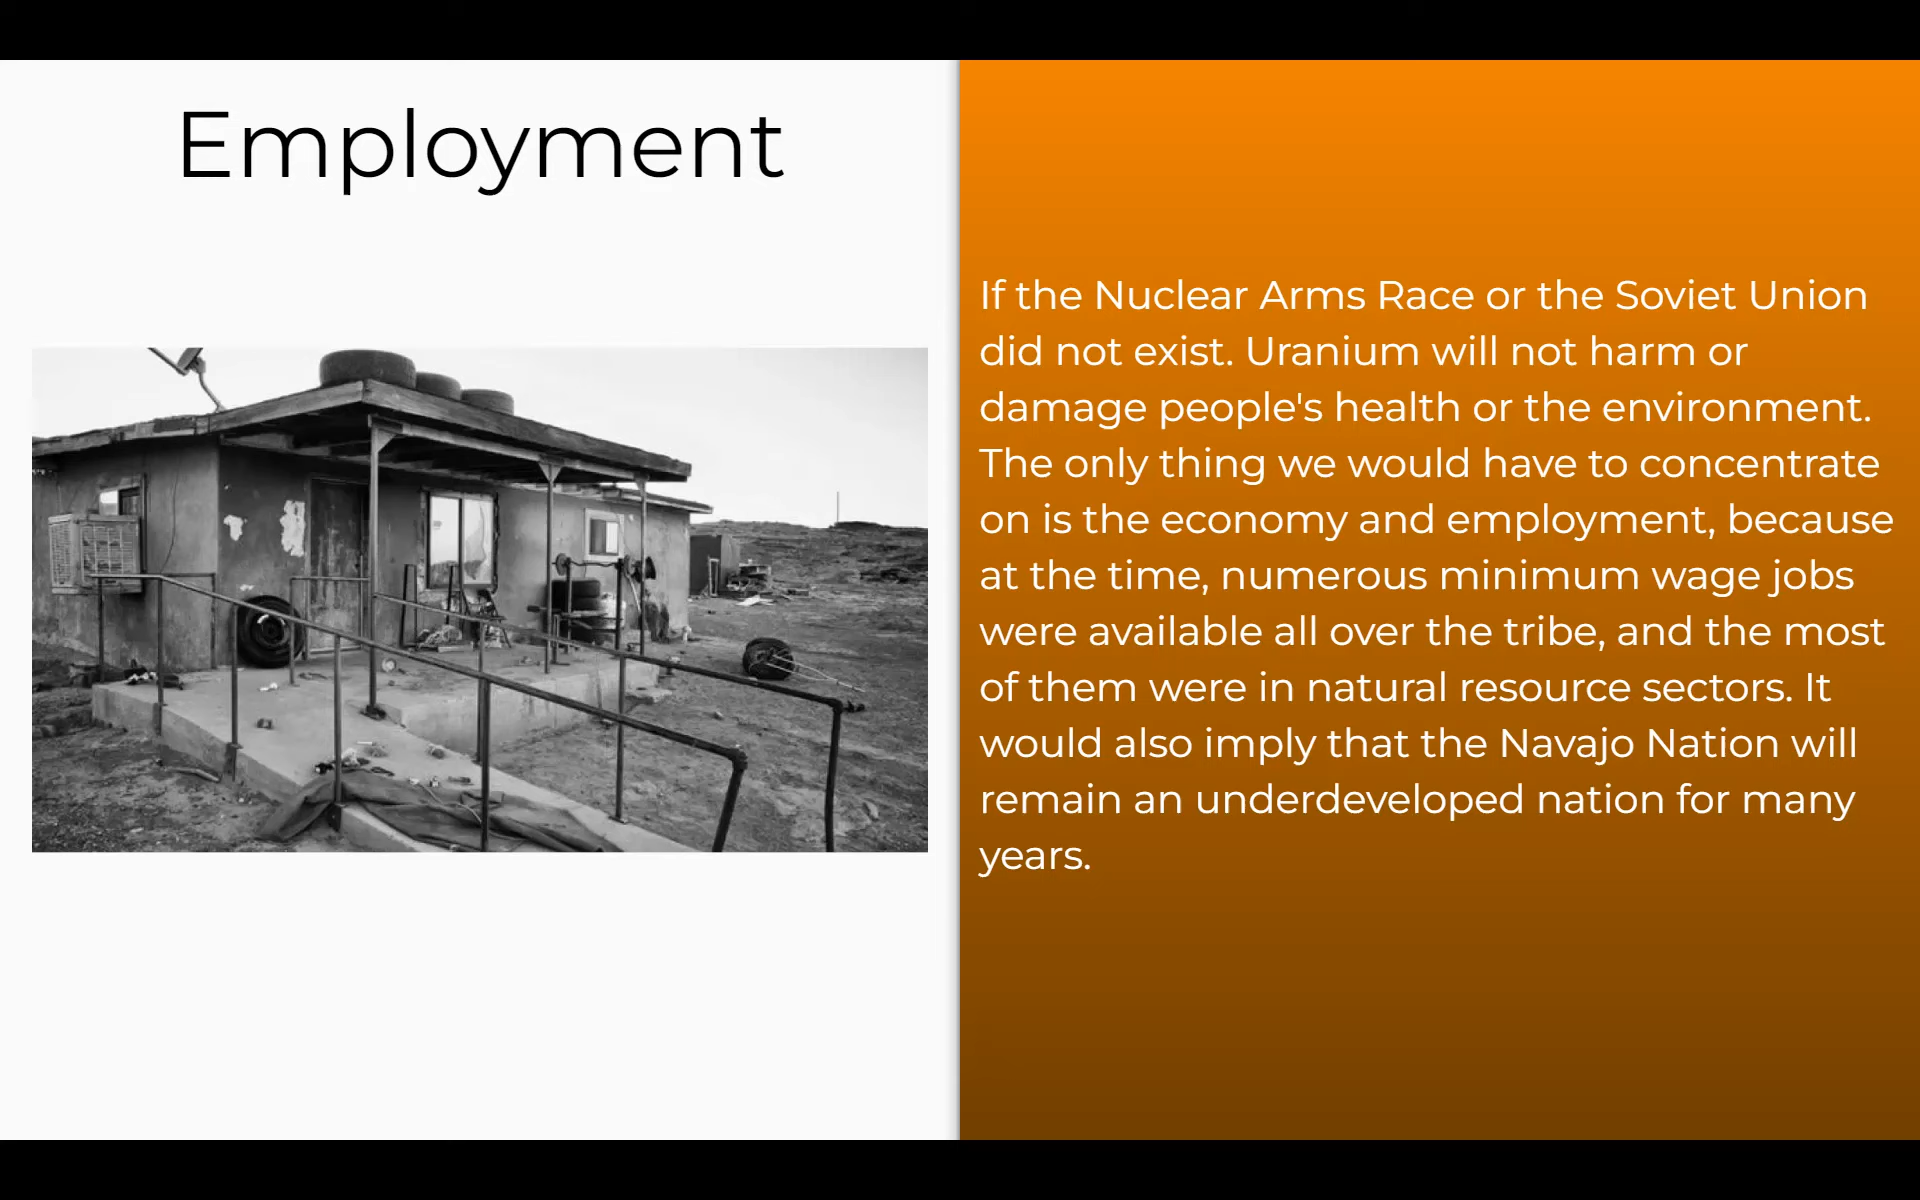 Employment
If the Nuclear Arms Race or the Soviet Union
did not exist. Uranium will not harm or
damage people's health or the environment.
The only thing we would have to concentrate
on is the economy and employment, because
at the time, numerous minimum wage jobs
were available all over the tribe, and the most
of them were in natural resource sectors. It
would also imply that the Navajo Nation will
remain an underdeveloped nation for many
years.